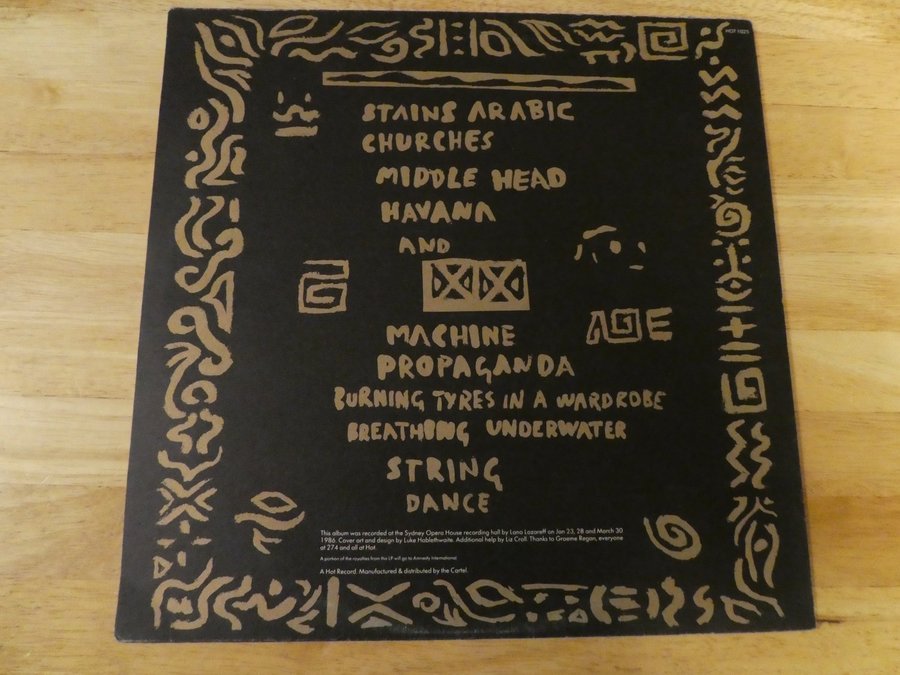 HOT 1025
STAINS ARABIC
CHURCHES
MIDDLE HEAD
HAVANA
AND
AGE
MACHINE
PROPAGANDA
BURNING TYRES IN A WARDROBE
BREATHING UNDERWATER
STRING
DANCE
This album was recorded at the Sydney Opera House recording hall by Lana Lazareff on Jan 23, 28 and March 30
1986. Cover art and design by Luke Hablethwaite. Additional help by Liz Croll. Thanks to Graeme Regan, everyone
at 274 and all at Hot.
A portion of the royalties from this LP will go to Amnesty International.
A Hot Record. Manufactured & distributed by the Cartel.